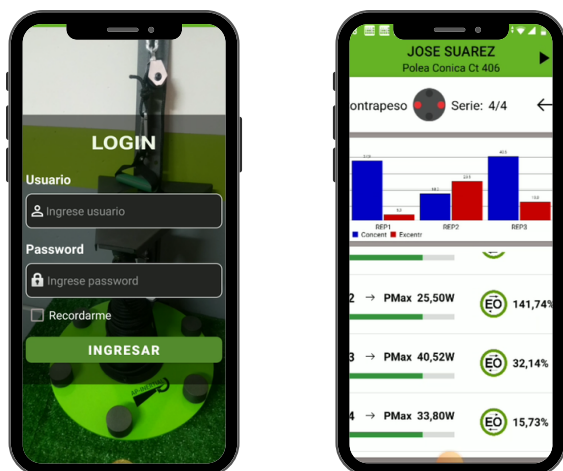 LOGIN
Usuario
Ingrese usuario
Password
Ingrese password
Recordarme
INGRESAR
JOSE SUAREZ
Polea Conica Ct 406
ontrapeso Serie: 4/4
REP1 REP2 REP3
Concent Excentr
2 → PMax 25,50W EO 141,74%
3 → PMax 40,52W EO 32,14%
4 → PMax 33,80W EO 15,73%